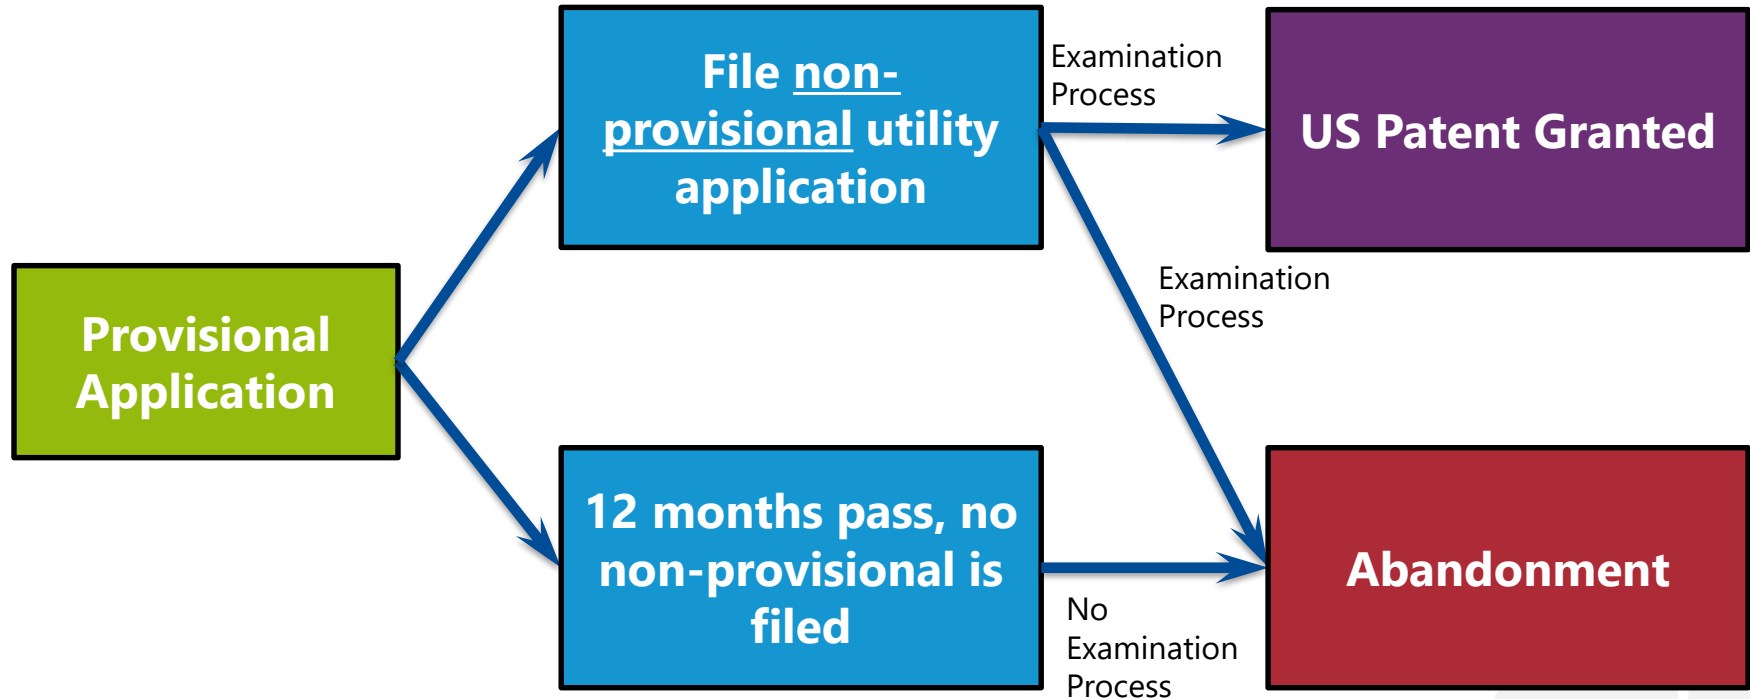 File non-
provisional utility
application
Examination
Process
US Patent Granted
Examination
Process
Provisional
Application
12 months pass, no
non-provisional is
filed
No
Examination
Process
Abandonment